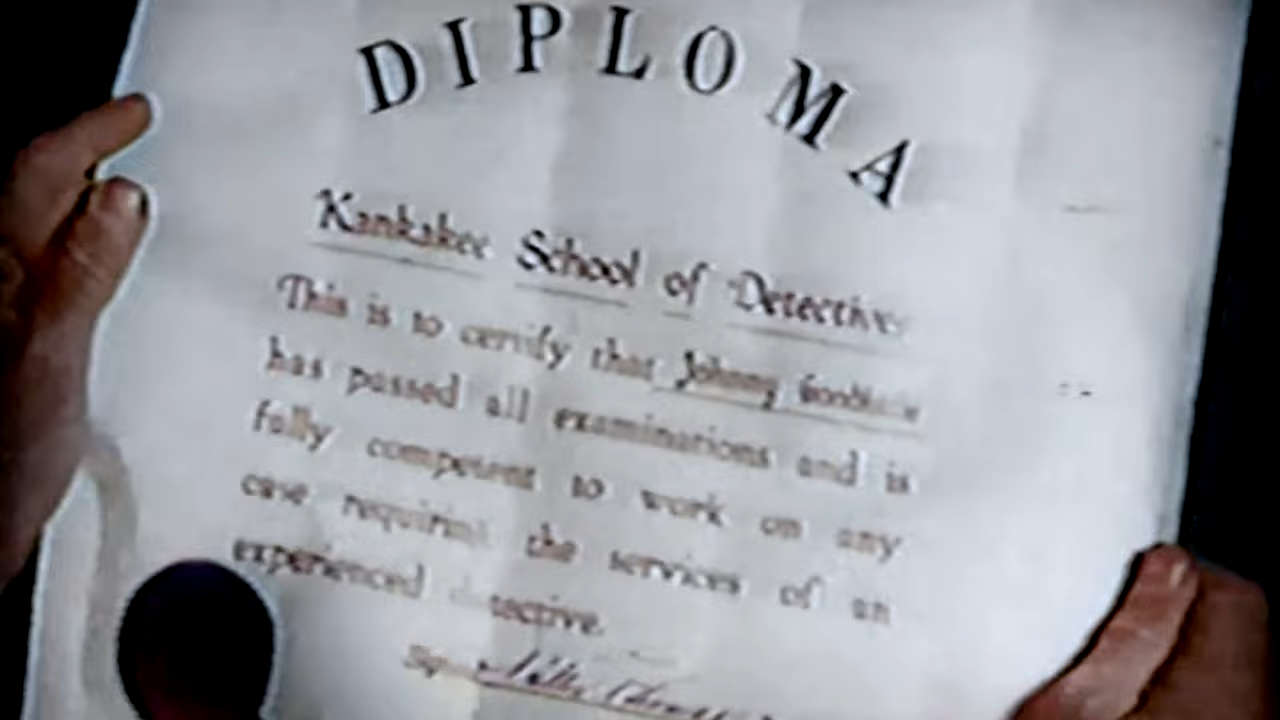 DIPLOMA
Kankakee School of Detectives
This is to certify that Johnny
has passed all examinations and is
fully competent to work on any
case requiring the services of an
experienced detective.